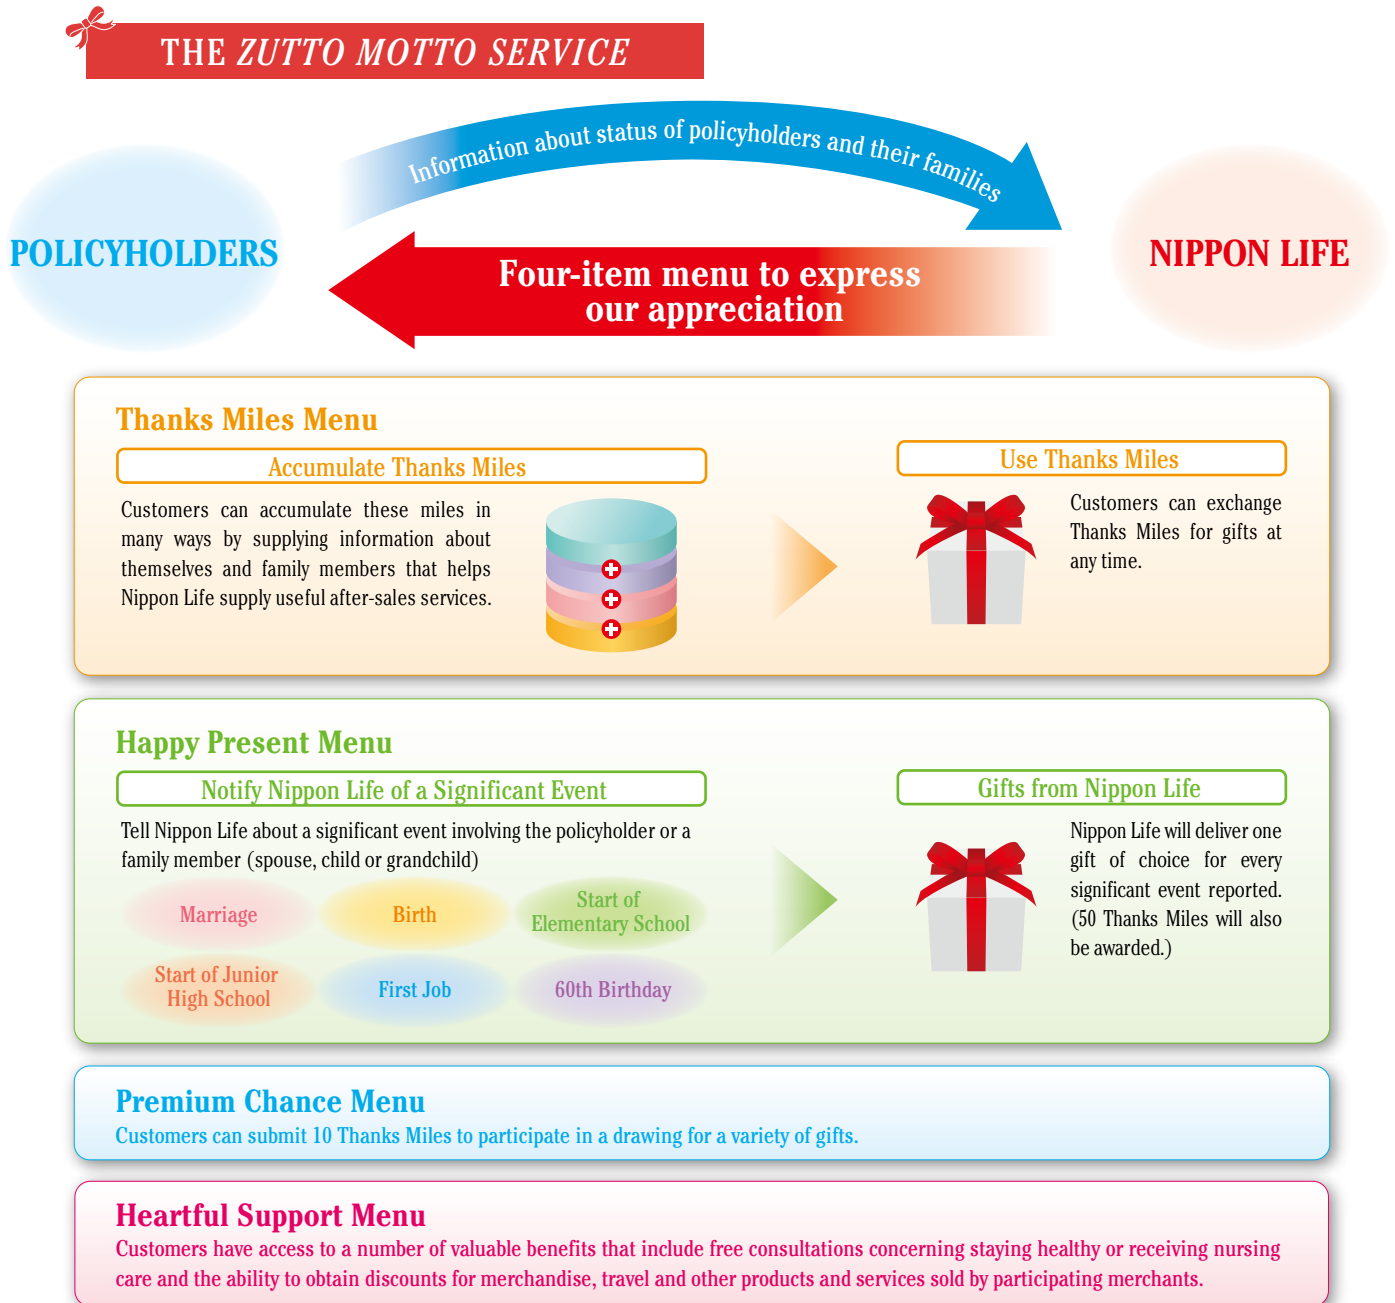 THE ZUTTO MOTTO SERVICE
Information about status of policyholders and their families
POLICYHOLDERS
NIPPON LIFE
Four-item menu to express
our appreciation
Thanks Miles Menu
Accumulate Thanks Miles
Customers can accumulate these miles in
many ways by supplying information about
themselves and family members that helps
Nippon Life supply useful after-sales services.
Use Thanks Miles
Customers can exchange
Thanks Miles for gifts at
any time.
Happy Present Menu
Notify Nippon Life of a Significant Event
Tell Nippon Life about a significant event involving the policyholder or a
family member (spouse, child or grandchild)
Marriage
Birth
Start of
Elementary School
Start of Junior
High School
First Job
60th Birthday
Gifts from Nippon Life
Nippon Life will deliver one
gift of choice for every
significant event reported.
(50 Thanks Miles will also
be awarded.)
Premium Chance Menu
Customers can submit 10 Thanks Miles to participate in a drawing for a variety of gifts.
Heartful Support Menu
Customers have access to a number of valuable benefits that include free consultations concerning staying healthy or receiving nursing
care and the ability to obtain discounts for merchandise, travel and other products and services sold by participating merchants.